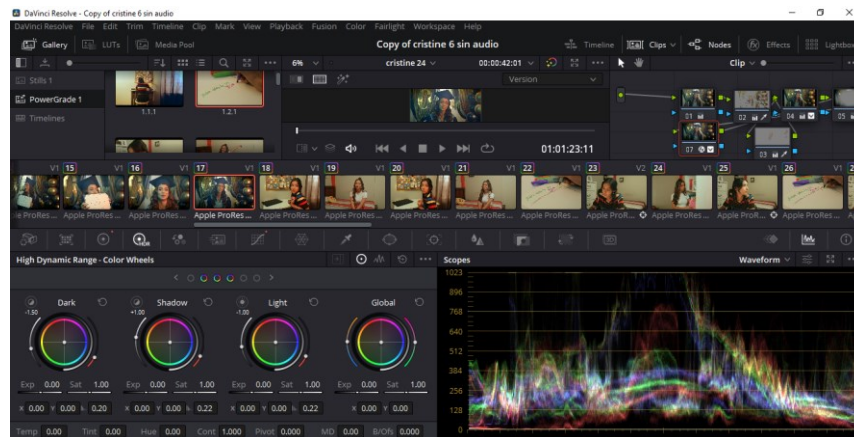 DaVinci Resolve - Copy of cristine 6 sin audio
DaVinci Resolve File Edit Trim Timeline Clip Mark View Playback Fusion Color Fairlight Workspace Help
Gallery LUTs Media Pool Copy of cristine 6 sin audio Timeline Clips Nodes Effects Lightbox
6% cristine 24 00:00:42:01 Clip
Stills 1 Version
PowerGrade 1
1.1.1 1.2.1 01 02 04 05
Timelines
07 03
01:01:23:11
V1 15 V1 16 V1 17 V1 18 V1 19 V1 20 V1 21 V1 22 V1 23 V2 24 V1 25 V1 26 V1
Apple ProRes ... Apple ProRes ... Apple ProRes ... Apple ProRes ... Apple ProRes ... Apple ProRes ... Apple ProRes ... Apple ProRes ... Apple ProR... Apple ProRes ... Apple ProR... Apple ProRes ...
HDR
High Dynamic Range - Color Wheels Scopes Waveform
1023
Dark Shadow Light Global 896
-1.50 +1.00 -1.00 768
640
512
384
Exp 0.00 Sat 1.00 Exp 0.00 Sat 1.00 Exp 0.00 Sat 1.00 Exp 0.00 Sat 1.00 256
X 0.00 Y 0.00 0.20 X 0.00 Y 0.00 0.22 X 0.00 Y 0.00 0.22 X 0.00 Y 0.00 128
Temp 0.00 Tint 0.00 Hue 0.00 Cont 1.000 Pivot 0.000 MD 0.00 B/Ofs 0.000 0